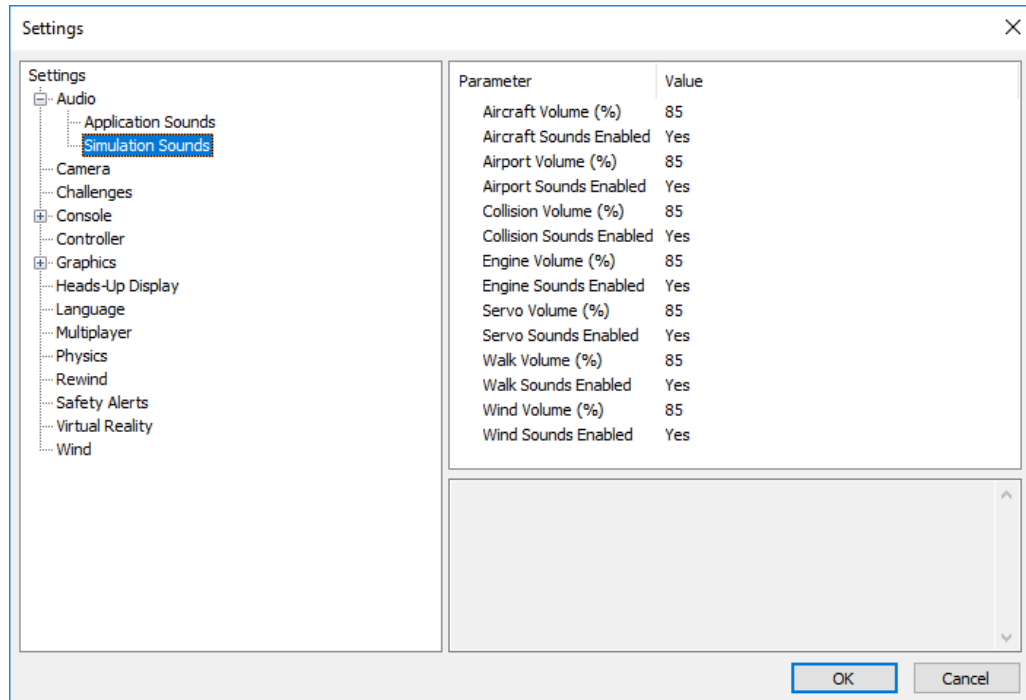 Settings
Settings
Audio
Application Sounds
Simulation Sounds
Camera
Challenges
Console
Controller
Graphics
Heads-Up Display
Language
Multiplayer
Physics
Rewind
Safety Alerts
Virtual Reality
Wind
Parameter Value
Aircraft Volume (%) 85
Aircraft Sounds Enabled Yes
Airport Volume (%) 85
Airport Sounds Enabled Yes
Collision Volume (%) 85
Collision Sounds Enabled Yes
Engine Volume (%) 85
Engine Sounds Enabled Yes
Servo Volume (%) 85
Servo Sounds Enabled Yes
Walk Volume (%) 85
Walk Sounds Enabled Yes
Wind Volume (%) 85
Wind Sounds Enabled Yes
OK Cancel